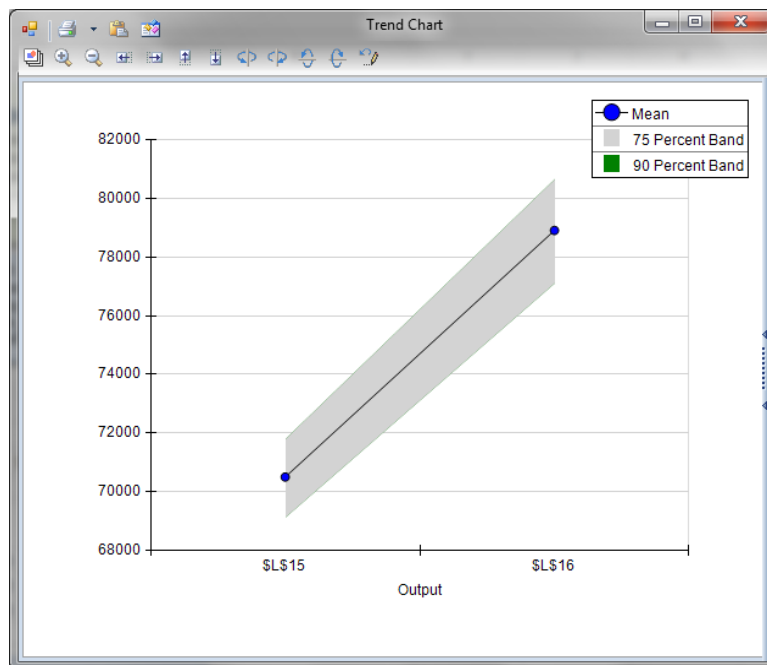 Trend Chart
Mean
75 Percent Band
90 Percent Band
82000
80000
78000
76000
74000
72000
70000
68000
$L$15
$L$16
Output